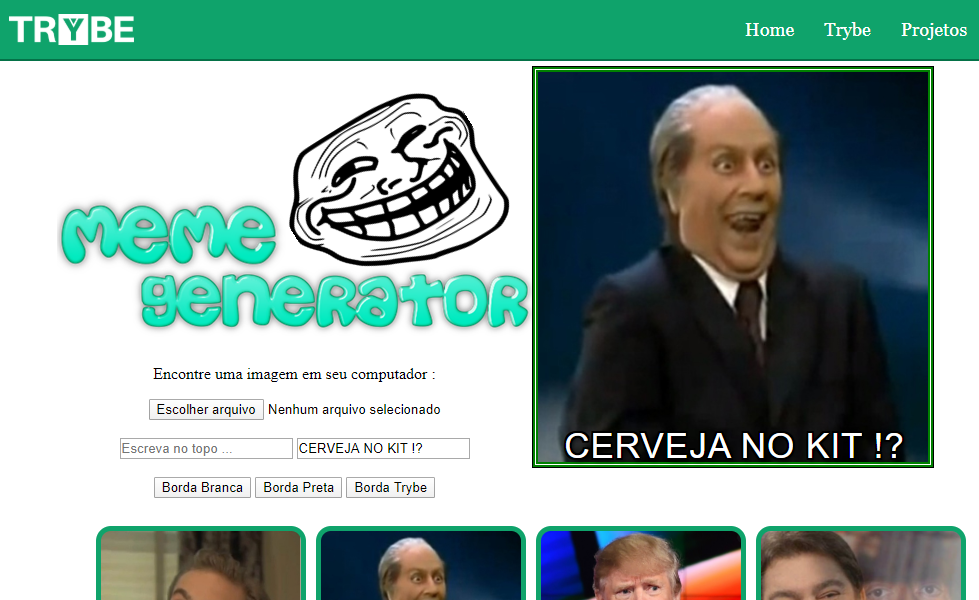 TRYBE
Home Trybe Projetos
meme
generator
Encontre uma imagem em seu computador :
Escolher arquivo Nenhum arquivo selecionado
Escreva no topo ... CERVEJA NO KIT !?
Borda Branca Borda Preta Borda Trybe
CERVEJA NO KIT !?